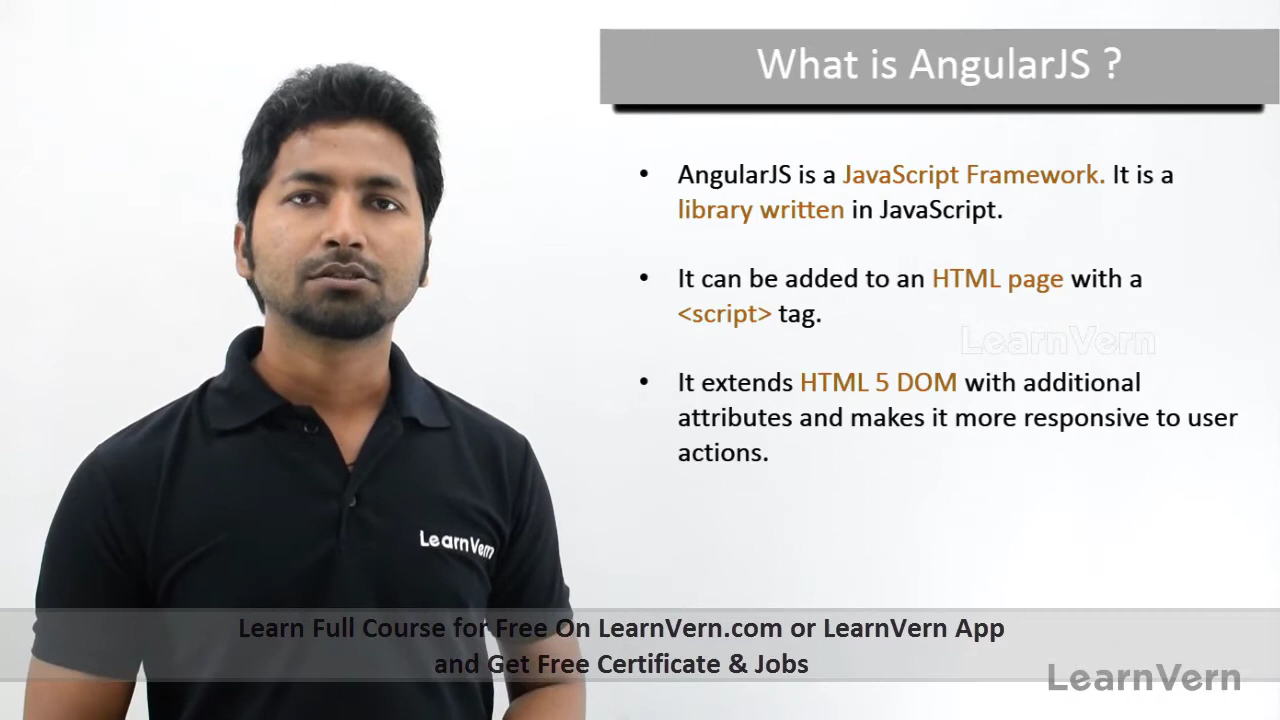 What is AngularJS ?
• AngularJS is a JavaScript Framework. It is a
library written in JavaScript.
• It can be added to an HTML page with a
<script> tag.
LearnVern
• It extends HTML 5 DOM with additional
attributes and makes it more responsive to user
actions.
LearnVern
Learn Full Course for Free On LearnVern.com or LearnVern App
and Get Free Certificate & Jobs
LearnVern